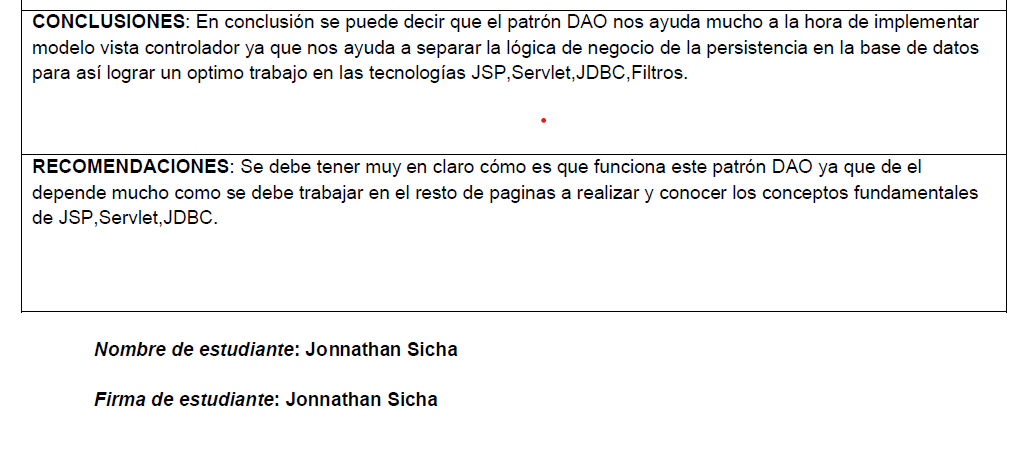 CONCLUSIONES: En conclusión se puede decir que el patrón DAO nos ayuda mucho a la hora de implementar
modelo vista controlador ya que nos ayuda a separar la lógica de negocio de la persistencia en la base de datos
para así lograr un optimo trabajo en las tecnologías JSP,Servlet,JDBC,Filtros.
RECOMENDACIONES: Se debe tener muy en claro cómo es que funciona este patrón DAO ya que de el
depende mucho como se debe trabajar en el resto de paginas a realizar y conocer los conceptos fundamentales
de JSP,Servlet,JDBC.
Nombre de estudiante: Jonnathan Sicha
Firma de estudiante: Jonnathan Sicha